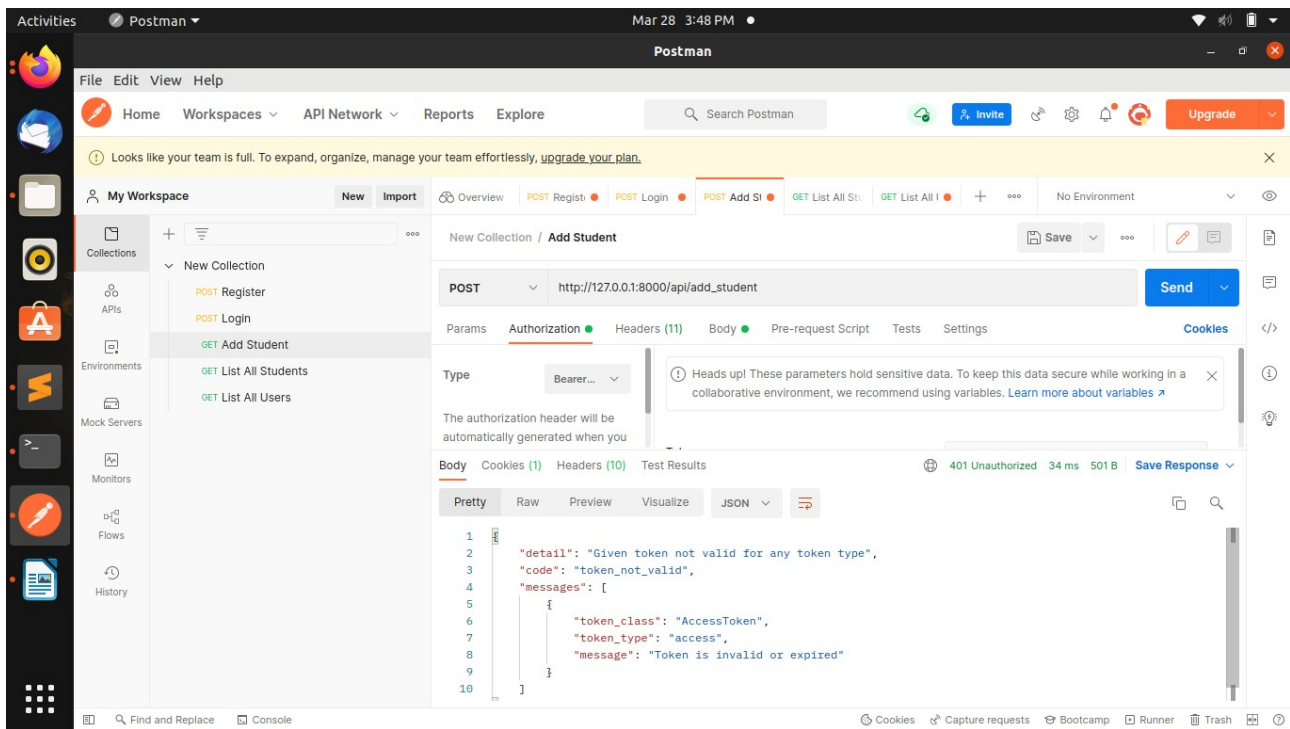 Activities Postman Mar 28 3:48 PM
Postman
File Edit View Help
Home Workspaces API Network Reports Explore Search Postman Invite Upgrade
Looks like your team is full. To expand, organize, manage your team effortlessly, upgrade your plan.
My Workspace New Import Overview POST Registe POST Login POST Add St GET List All Stu GET List All No Environment
Collections
New Collection / Add Student Save
New Collection
POST Register
POST http://127.0.0.1:8000/api/add_student Send
APIs
POST Login
Params Authorization Headers (11) Body Pre-request Script Tests Settings Cookies
GET Add Student
Environments
GET List All Students
Type Bearer...
Heads up! These parameters hold sensitive data. To keep this data secure while working in a
collaborative environment, we recommend using variables. Learn more about variables
GET List All Users
Mock Servers
The authorization header will be
automatically generated when you
Monitors
Flows
History
Body Cookies (1) Headers (10) Test Results 401 Unauthorized 34 ms 501 B Save Response
Pretty Raw Preview Visualize JSON
1 {
2 "detail": "Given token not valid for any token type",
3 "code": "token_not_valid",
4 "messages": [
5 {
6 "token_class": "AccessToken",
7 "token_type": "access",
8 "message": "Token is invalid or expired"
9 }
10 ]
Find and Replace Console Cookies Capture requests Bootcamp Runner Trash